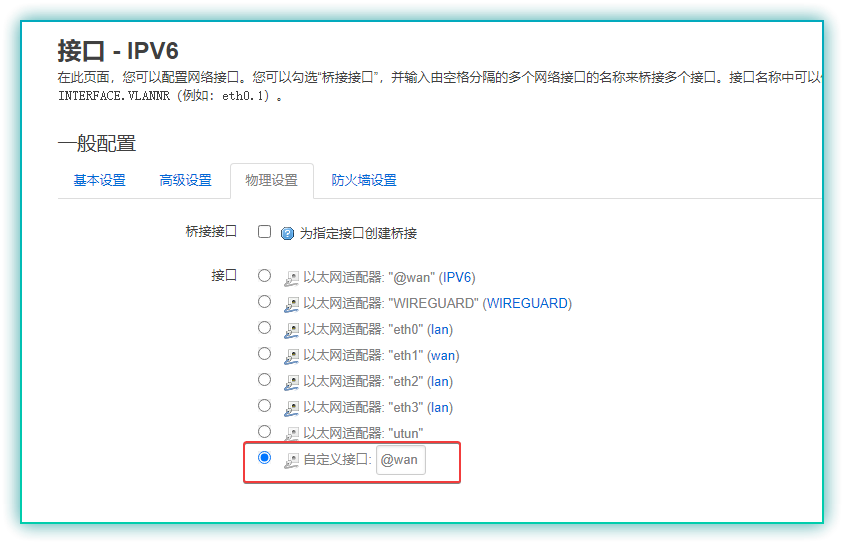 接口 - IPV6
在此页面，您可以配置网络接口。您可以勾选“桥接接口”，并输入由空格分隔的多个网络接口的名称来桥接多个接口。接口名称中可以
INTERFACE.VLANNR（例如：eth0.1）。
一般配置
基本设置 高级设置 物理设置 防火墙设置
桥接接口 为指定接口创建桥接
接口 以太网适配器: "@wan" (IPV6)
以太网适配器: "WIREGUARD" (WIREGUARD)
以太网适配器: "eth0" (lan)
以太网适配器: "eth1" (wan)
以太网适配器: "eth2" (lan)
以太网适配器: "eth3" (lan)
以太网适配器: "utun"
自定义接口: @wan